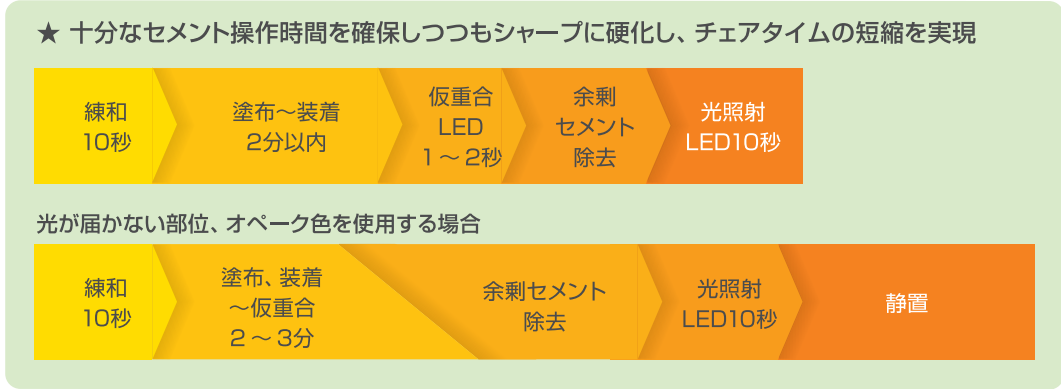 ★ 十分なセメント操作時間を確保しつつもシャープに硬化し、チェアタイムの短縮を実現
練和
10秒
塗布～装着
2分以内
仮重合
LED
1 ～ 2秒
余剰
セメント
除去
光照射
LED10秒
光が届かない部位、オペーク色を使用する場合
練和
10秒
塗布、装着
～仮重合
2 ～ 3分
余剰セメント
除去
光照射
LED10秒
静置